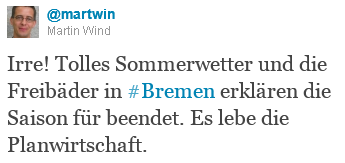 @martwin
Martin Wind
Irre! Tolles Sommerwetter und die
Freibäder in #Bremen erklären die
Saison für beendet. Es lebe die
Planwirtschaft.